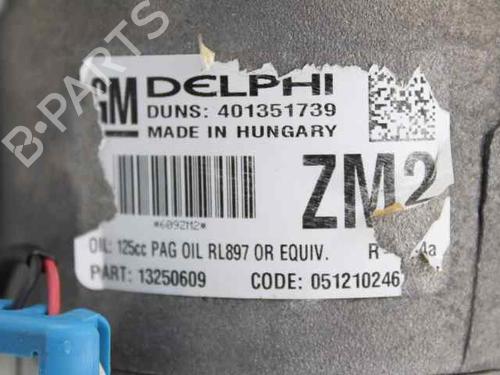 B-PARTS
GM DELPHI
DUNS: 401351739
MADE IN HUNGARY
ZM2
*609ZM2*
OIL: 125cc PAG OIL RL897 OR EQUIV.
PART: 13250609 CODE: 051210246